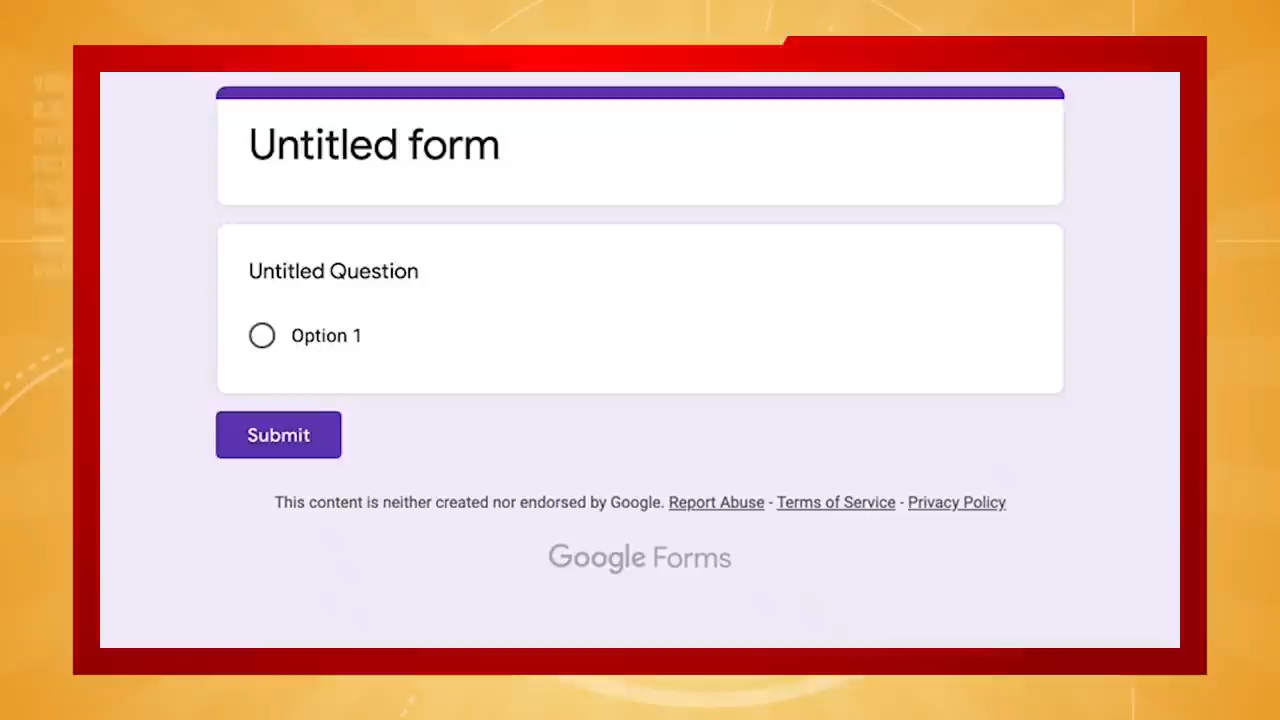 Untitled form
Untitled Question
Option 1
Submit
This content is neither created nor endorsed by Google. Report Abuse - Terms of Service - Privacy Policy
Google Forms